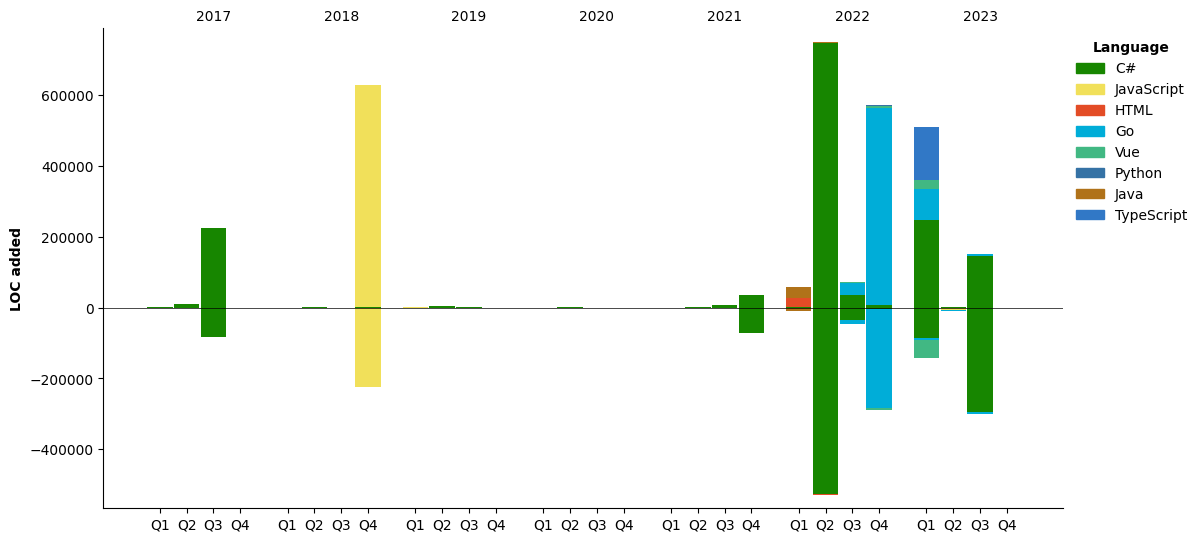 2017 2018 2019 2020 2021 2022 2023
Language
C#
JavaScript
HTML
Go
Vue
Python
Java
TypeScript
LOC added
600000
400000
200000
0
−200000
−400000
Q1 Q2 Q3 Q4 Q1 Q2 Q3 Q4 Q1 Q2 Q3 Q4 Q1 Q2 Q3 Q4 Q1 Q2 Q3 Q4 Q1 Q2 Q3 Q4 Q1 Q2 Q3 Q4